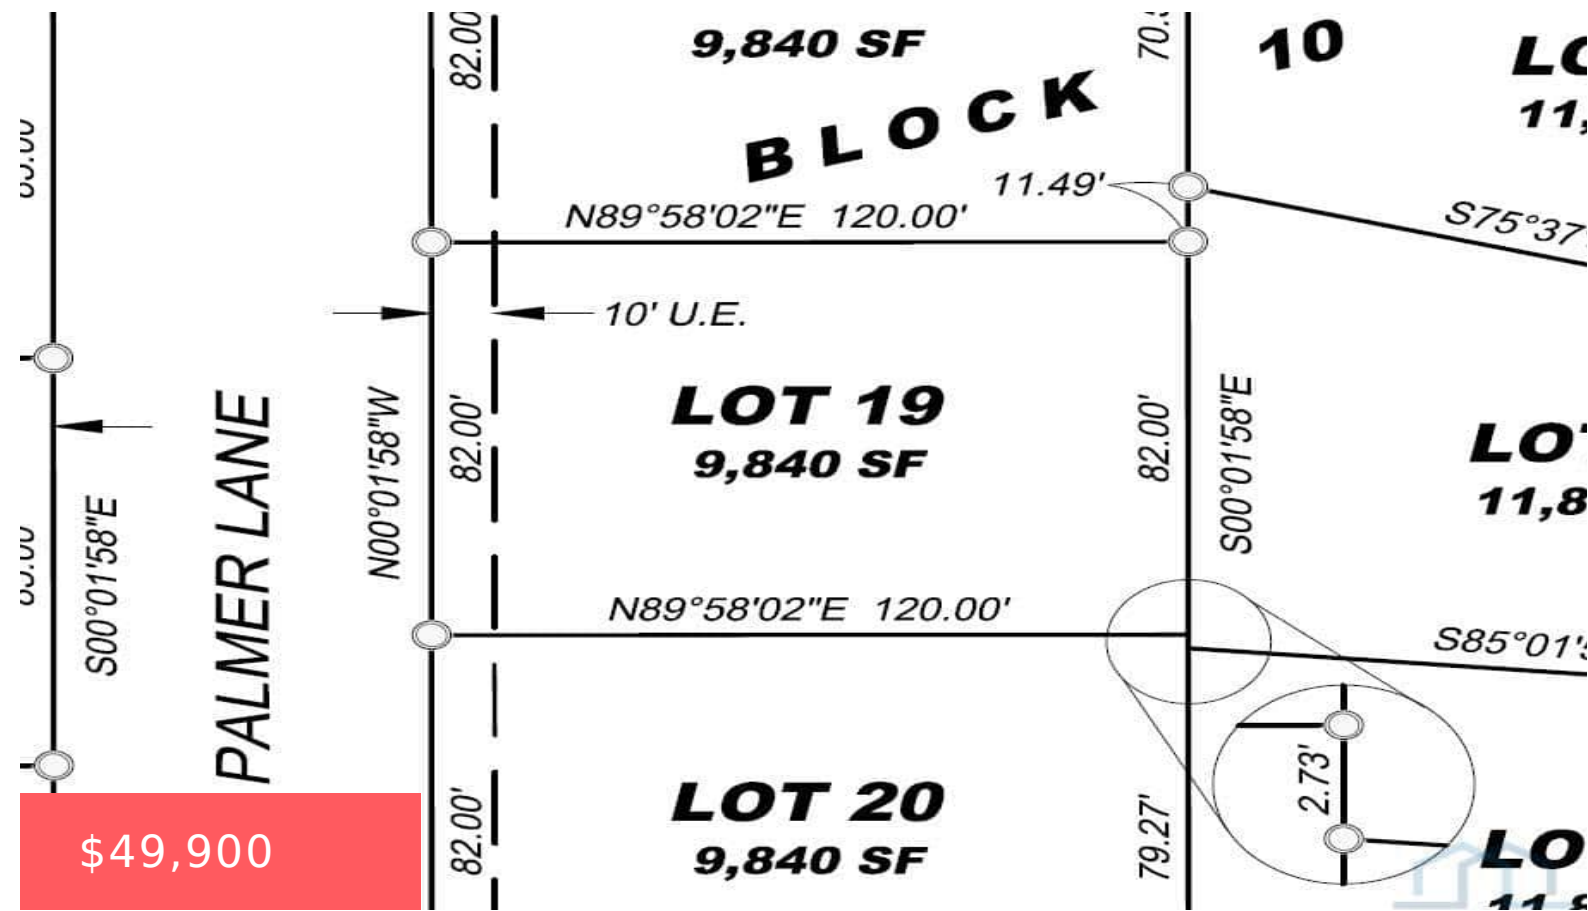 82.00
9,840 SF
10
BLOCK
11.49'
N89°58'02"E 120.00'
10' U.E.
LOT 19
9,840 SF
N00°01'58"W
82.00'
82.00'
S00°01'58"E
S00°01'58"E
PALMER LANE
N89°58'02"E 120.00'
LOT 20
9,840 SF
82.00'
79.27'
2.73'
$49,900